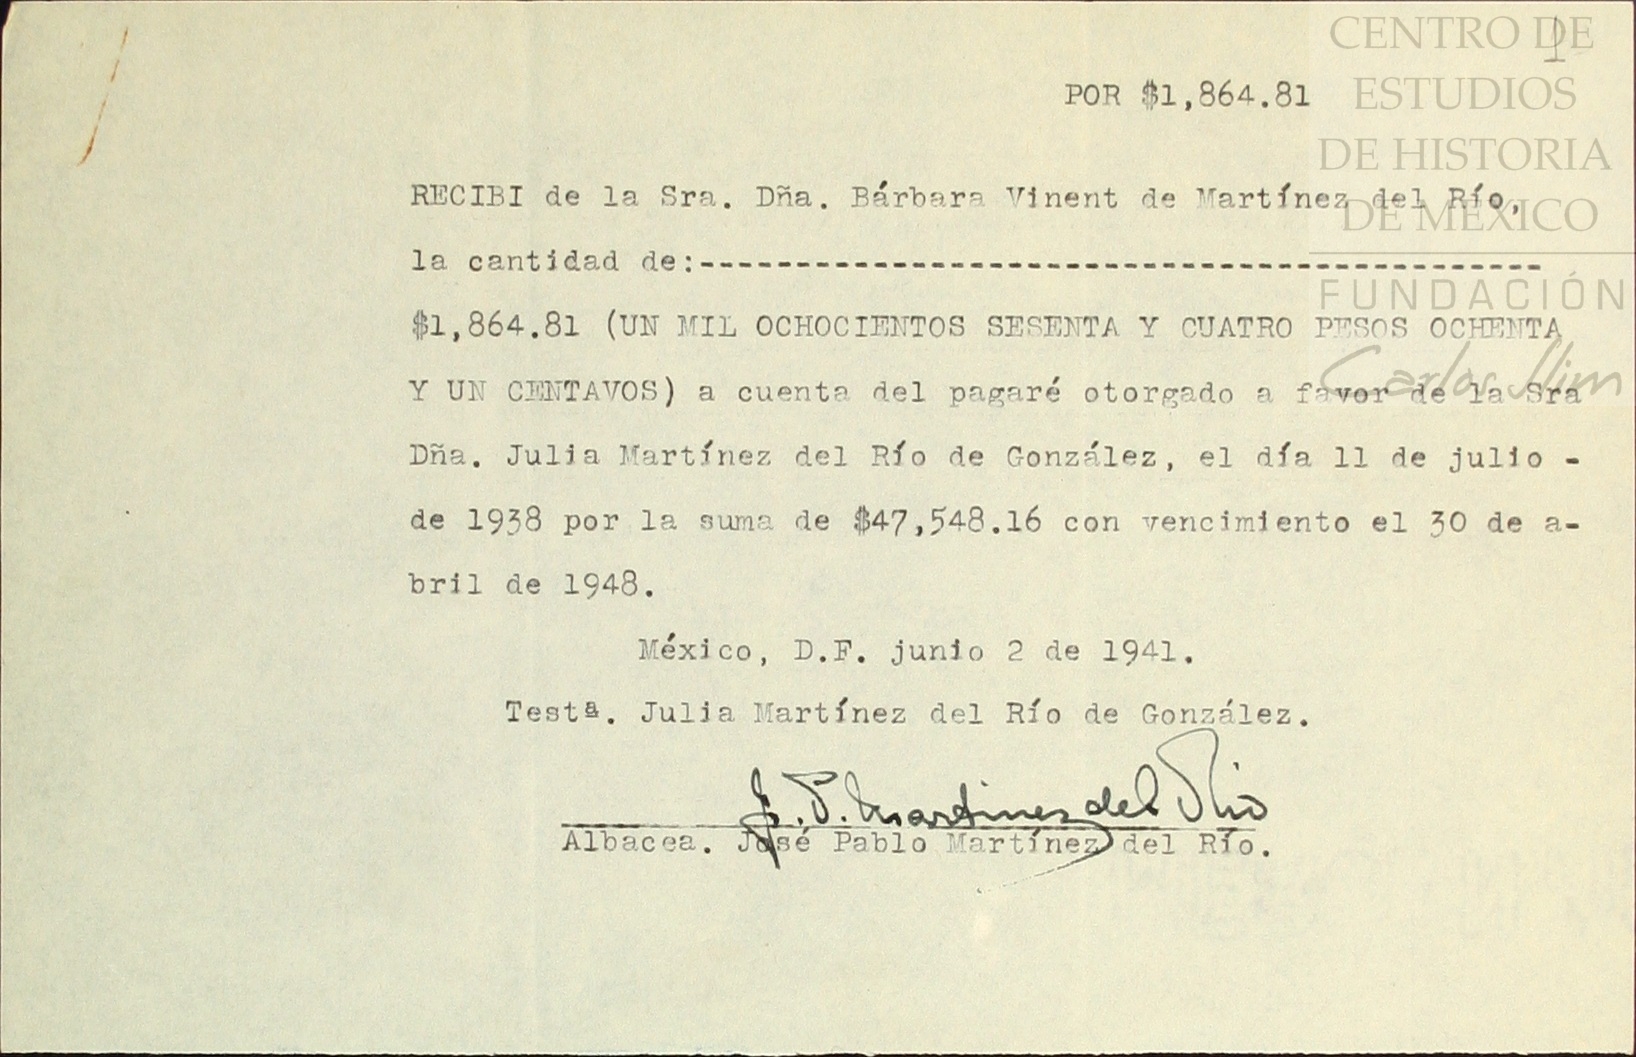 CENTRO DE
ESTUDIOS
DE HISTORIA
DE MÉXICO
FUNDACIÓN
Carlos Slim
1
POR $1,864.81
RECIBI de la Sra. Dña. Bárbara Vinent de Martínez del Río,
la cantidad de:--------------------------------------------
$1,864.81 (UN MIL OCHOCIENTOS SESENTA Y CUATRO PESOS OCHENTA
Y UN CENTAVOS) a cuenta del pagaré otorgado a favor de la Sra
Dña. Julia Martínez del Río de González, el día 11 de julio -
de 1938 por la suma de $47,548.16 con vencimiento el 30 de a-
bril de 1948.
México, D.F. junio 2 de 1941.
Testª. Julia Martínez del Río de González.
J. P. Martinez del Rio
Albacea. José Pablo Martínez del Río.